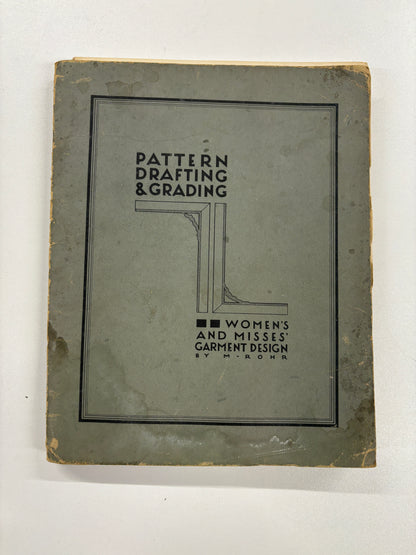 PATTERN
DRAFTING
& GRADING
WOMEN'S
AND MISSES'
GARMENT DESIGN
BY M-ROHR